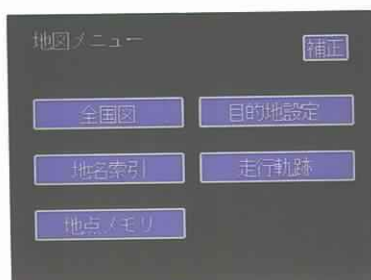 地図メニュー
補正
全国図
目的地設定
地名索引
走行軌跡
地点メモリ